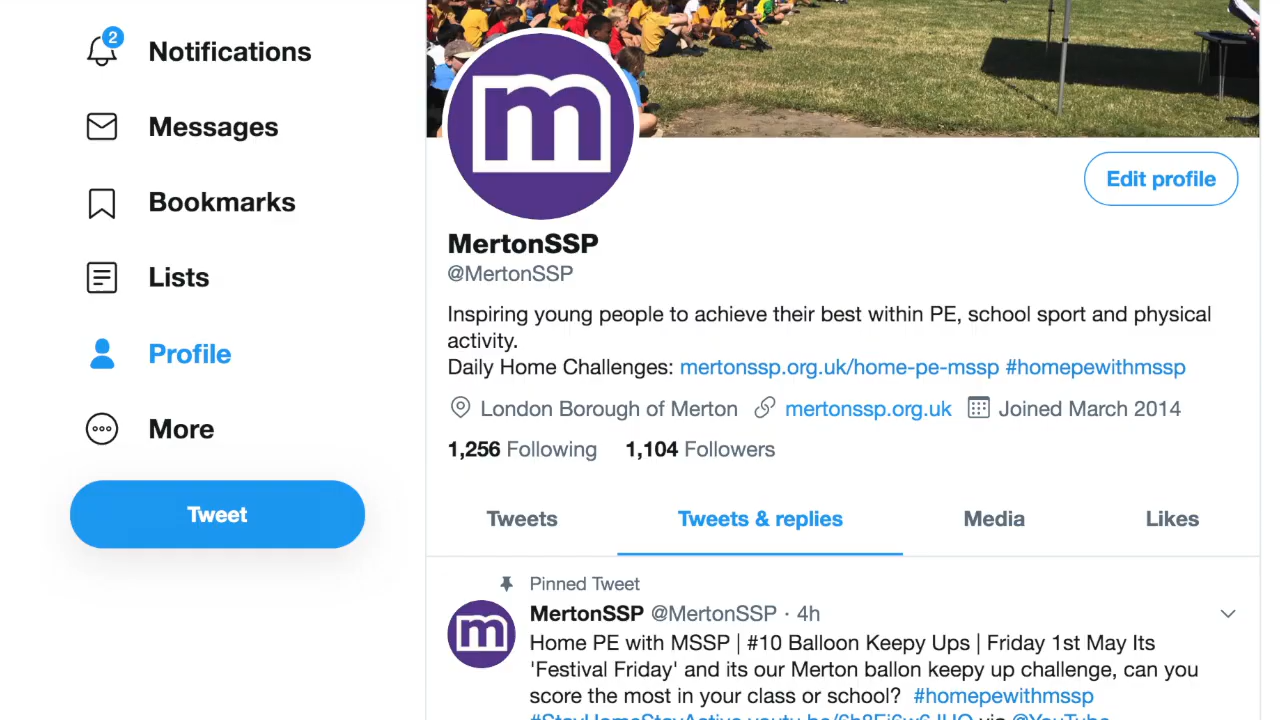 2
Notifications
Messages
Bookmarks
Lists
Profile
More
Tweet
m
Edit profile
MertonSSP
@MertonSSP
Inspiring young people to achieve their best within PE, school sport and physical
activity.
Daily Home Challenges: mertonssp.org.uk/home-pe-mssp #homepewithmssp
London Borough of Merton mertonssp.org.uk Joined March 2014
1,256 Following 1,104 Followers
Tweets Tweets & replies Media Likes
Pinned Tweet
m
MertonSSP @MertonSSP · 4h
Home PE with MSSP | #10 Balloon Keepy Ups | Friday 1st May Its
'Festival Friday' and its our Merton ballon keepy up challenge, can you
score the most in your class or school? #homepewithmssp
#StayHomeStayActive via @YouTube